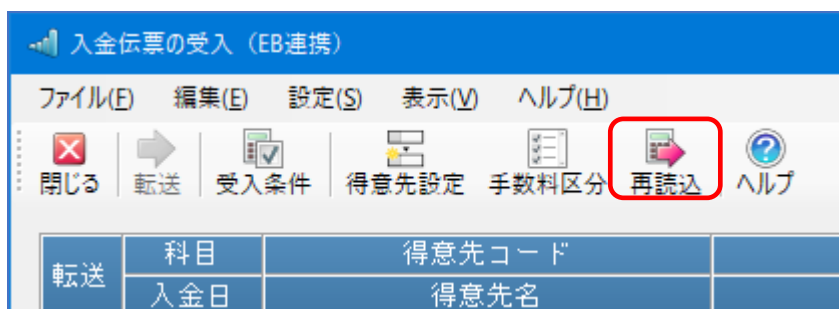 入金伝票の受入（EB連携）
ファイル(F) 編集(E) 設定(S) 表示(V) ヘルプ(H)
閉じる 転送 受入条件 得意先設定 手数料区分 再読込 ヘルプ
転送 科目 得意先コード
入金日 得意先名